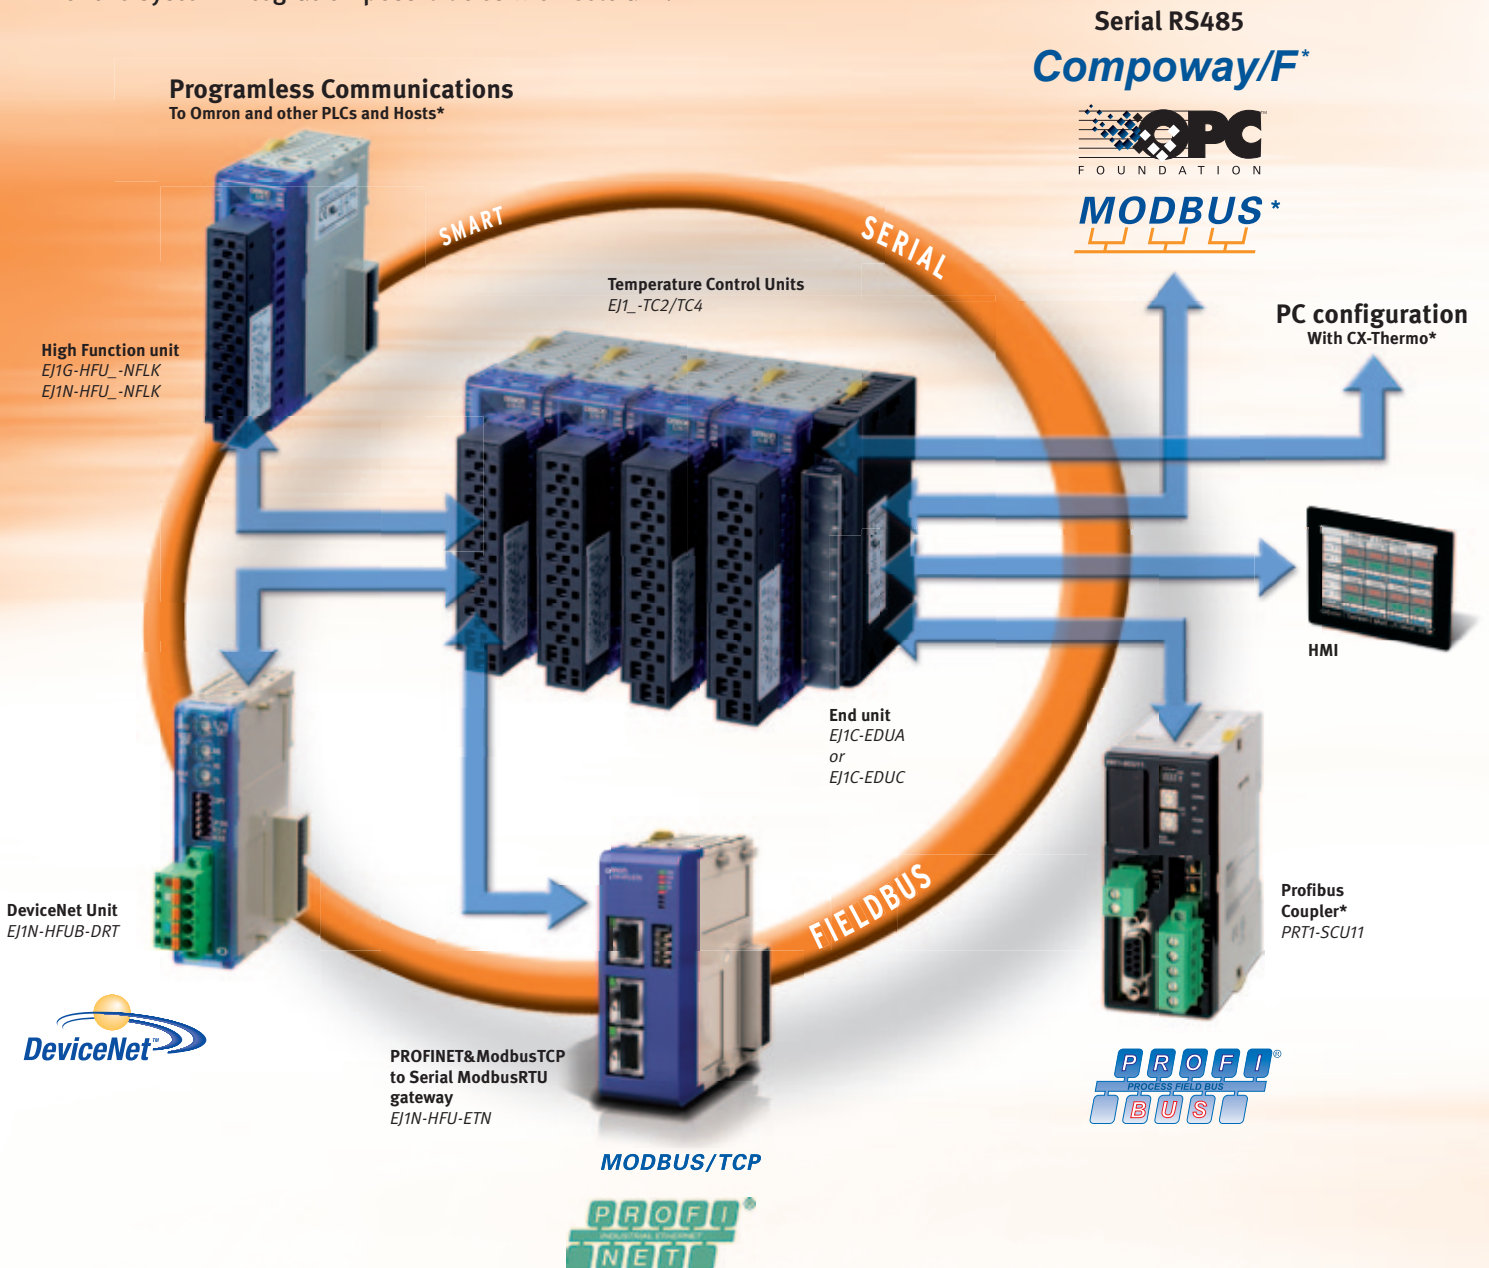 Serial RS485
Compoway/F*
OPC
FOUNDATION
MODBUS*
Programless Communications
To Omron and other PLCs and Hosts*
SMART
SERIAL
Temperature Control Units
EJ1_-TC2/TC4
PC configuration
With CX-Thermo*
High Function unit
EJ1G-HFU_-NFLK
EJ1N-HFU_-NFLK
HMI
End unit
EJ1C-EDUA
or
EJ1C-EDUC
FIELDBUS
DeviceNet Unit
EJ1N-HFUB-DRT
DeviceNet™
Profibus
Coupler*
PRT1-SCU11
PROFINET&ModbusTCP
to Serial ModbusRTU
gateway
EJ1N-HFU-ETN
PROFI®
PROCESS FIELD BUS
BUS
MODBUS/TCP
PROFI®
INDUSTRIAL ETHERNET
NET